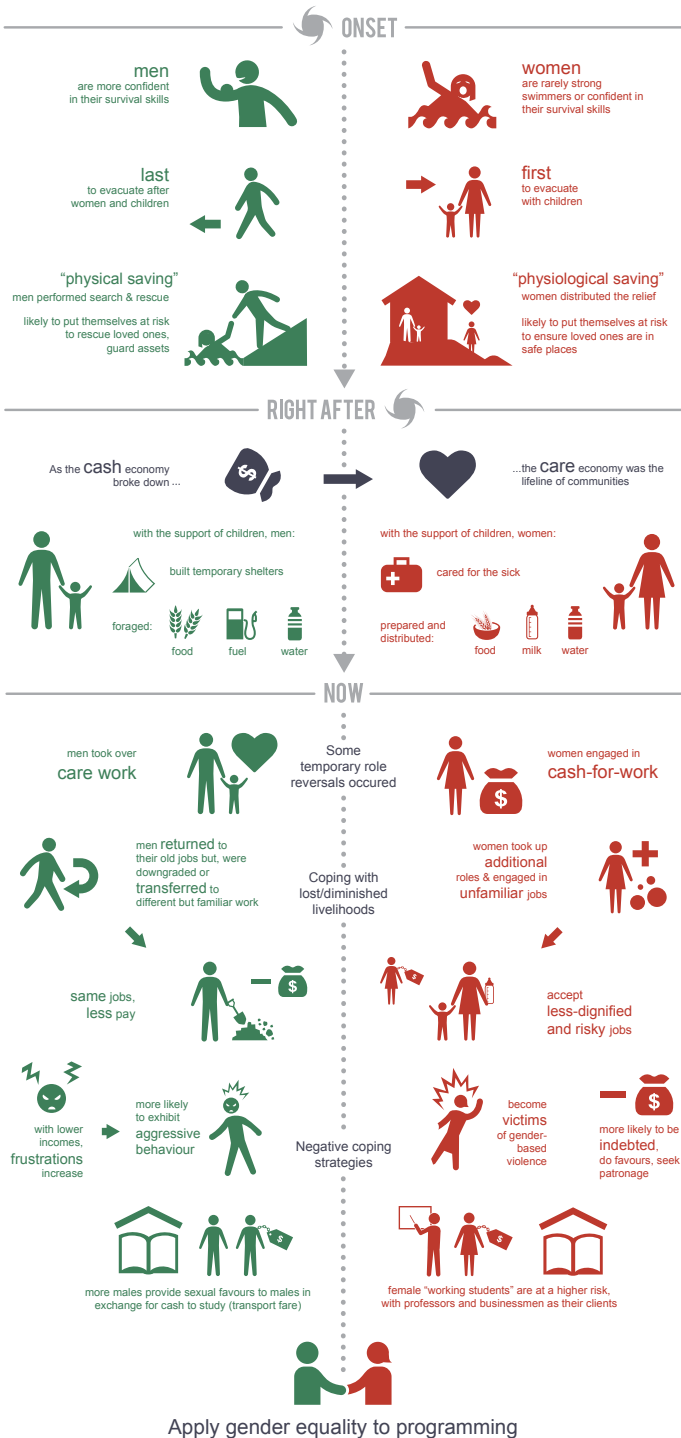 ONSET
men
are more confident
in their survival skills
women
are rarely strong
swimmers or confident in
their survival skills
last
to evacuate after
women and children
first
to evacuate
with children
“physical saving”
men performed search & rescue
likely to put themselves at risk
to rescue loved ones,
guard assets
“physiological saving”
women distributed the relief
likely to put themselves at risk
to ensure loved ones are in
safe places
RIGHT AFTER
As the cash economy
broke down ...
$
...the care economy was the
lifeline of communities
with the support of children, men:
built temporary shelters
foraged:
food
fuel
water
with the support of children, women:
cared for the sick
prepared and
distributed:
food
milk
water
NOW
men took over
care work
Some
temporary role
reversals occured
women engaged in
cash-for-work
$
men returned to
their old jobs but, were
downgraded or
transferred to
different but familiar work
Coping with
lost/diminished
livelihoods
women took up
additional
roles & engaged in
unfamiliar jobs
same jobs,
less pay
$
$
accept
less-dignified
and risky jobs
with lower
incomes,
frustrations
increase
more likely
to exhibit
aggressive
behaviour
Negative coping
strategies
become
victims
of gender-
based
violence
$
more likely to be
indebted,
do favours, seek
patronage
$
more males provide sexual favours to males in
exchange for cash to study (transport fare)
$
female “working students” are at a higher risk,
with professors and businessmen as their clients
Apply gender equality to programming